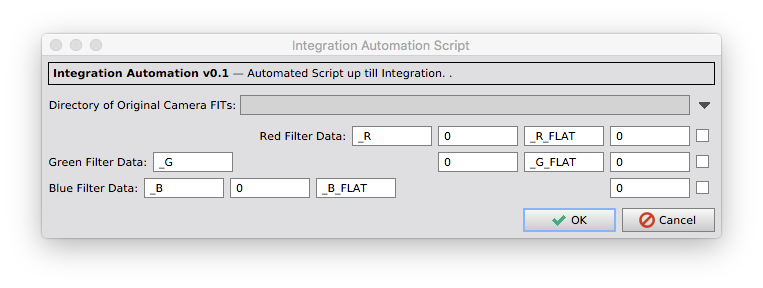 Integration Automation Script
Integration Automation v0.1 — Automated Script up till Integration. .
Directory of Original Camera FITs:
Red Filter Data: _R 0 _R_FLAT 0
Green Filter Data: _G 0 _G_FLAT 0
Blue Filter Data: _B 0 _B_FLAT 0
OK Cancel